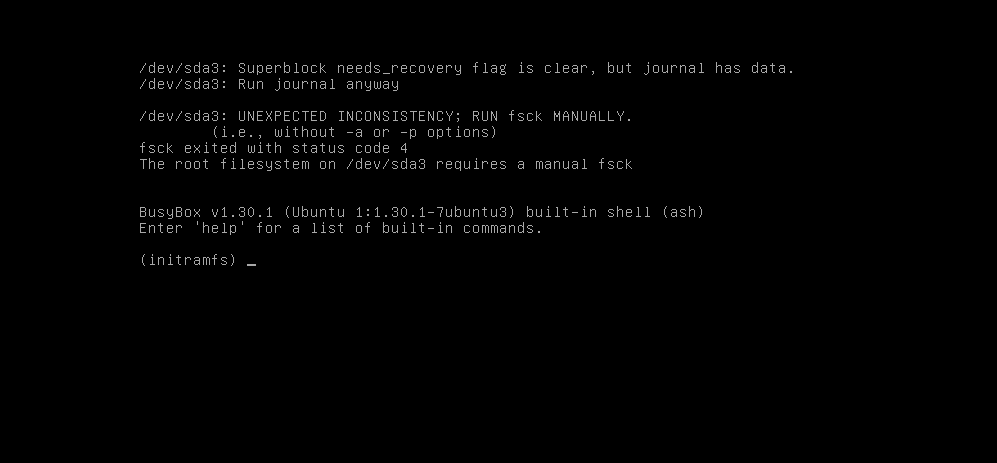 /dev/sda3: Superblock needs_recovery flag is clear, but journal has data.
/dev/sda3: Run journal anyway
/dev/sda3: UNEXPECTED INCONSISTENCY; RUN fsck MANUALLY.
(i.e., without -a or -p options)
fsck exited with status code 4
The root filesystem on /dev/sda3 requires a manual fsck
BusyBox v1.30.1 (Ubuntu 1:1.30.1-7ubuntu3) built-in shell (ash)
Enter 'help' for a list of built-in commands.
(initramfs) _